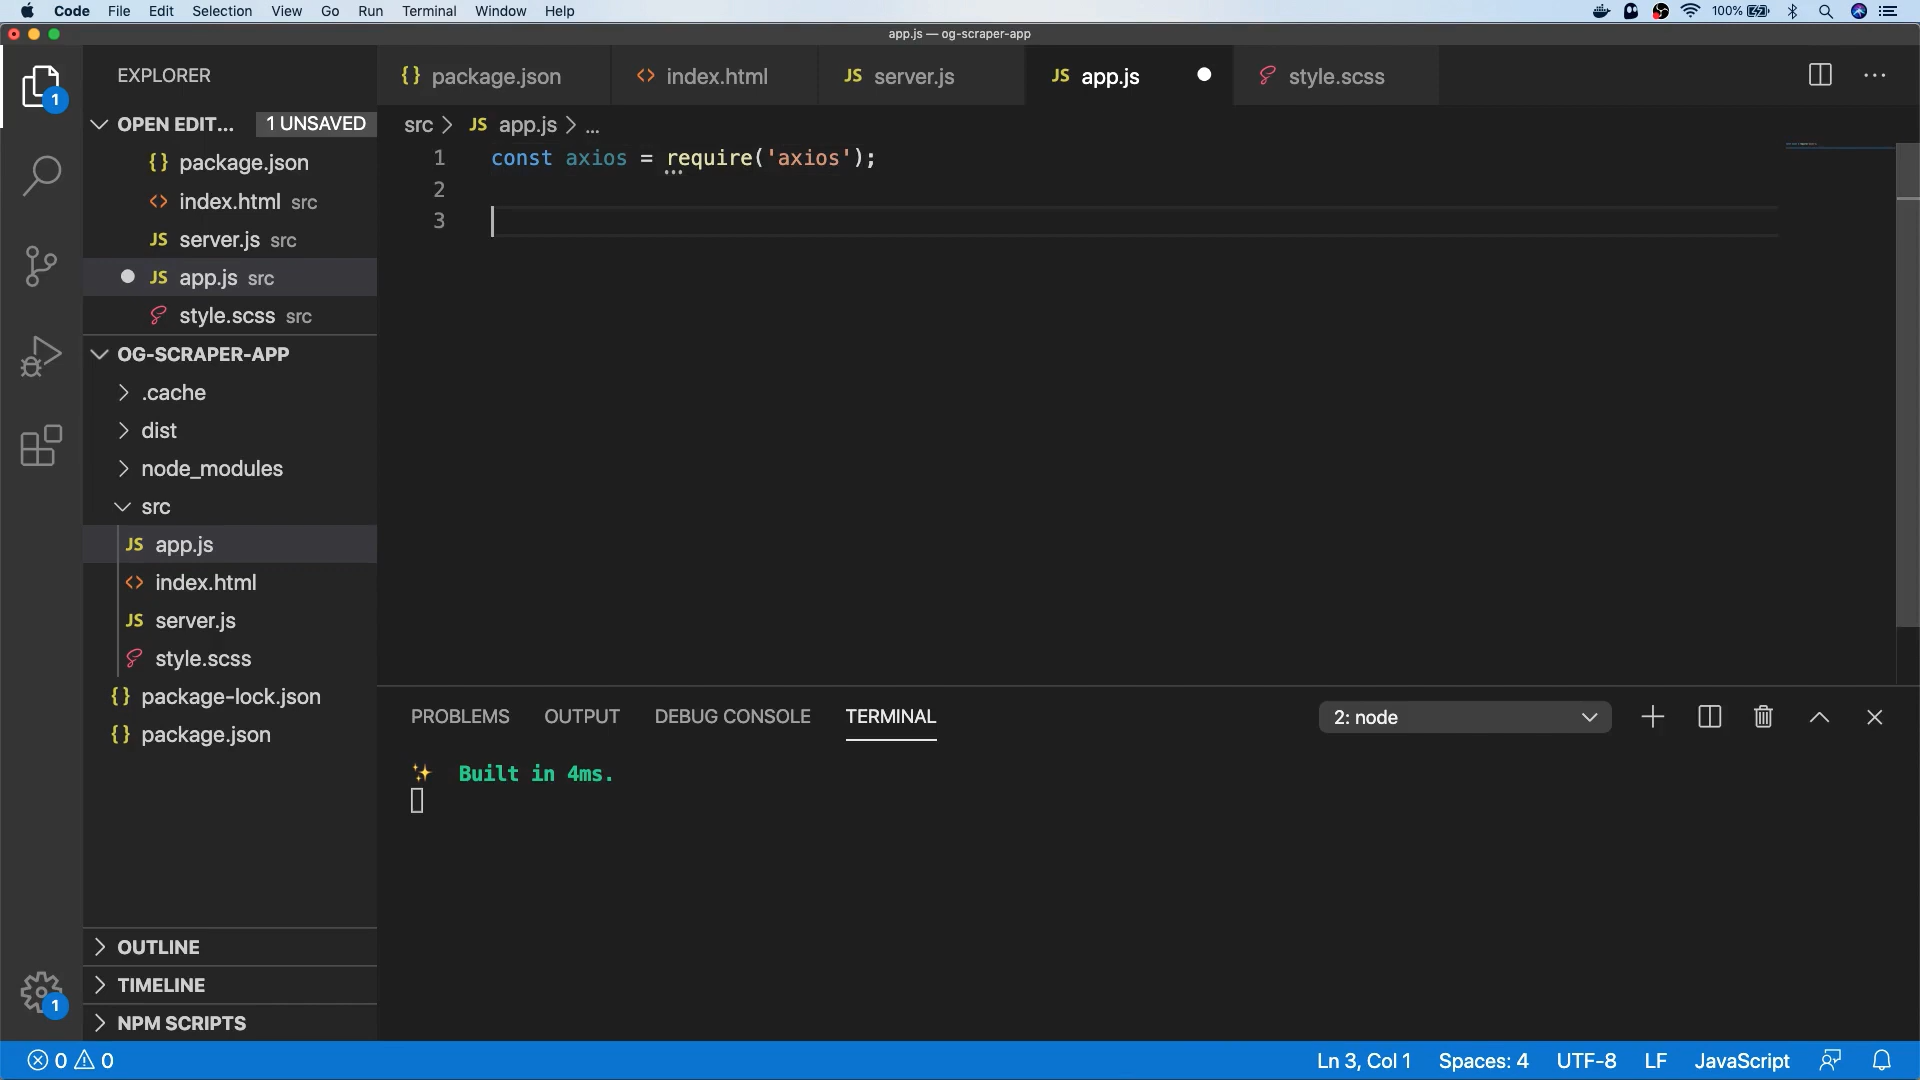 Code File Edit Selection View Go Run Terminal Window Help 100%
app.js — og-scraper-app
EXPLORER
1
OPEN EDIT... 1 UNSAVED
{} package.json
<> index.html src
JS server.js src
JS app.js src
style.scss src
OG-SCRAPER-APP
.cache
dist
node_modules
src
JS app.js
<> index.html
JS server.js
style.scss
{} package-lock.json
{} package.json
OUTLINE
TIMELINE
NPM SCRIPTS
1
{} package.json <> index.html JS server.js JS app.js style.scss
src > JS app.js > ...
1 const axios = require('axios');
2
3
PROBLEMS OUTPUT DEBUG CONSOLE TERMINAL 2: node
✨ Built in 4ms.
0 0 Ln 3, Col 1 Spaces: 4 UTF-8 LF JavaScript